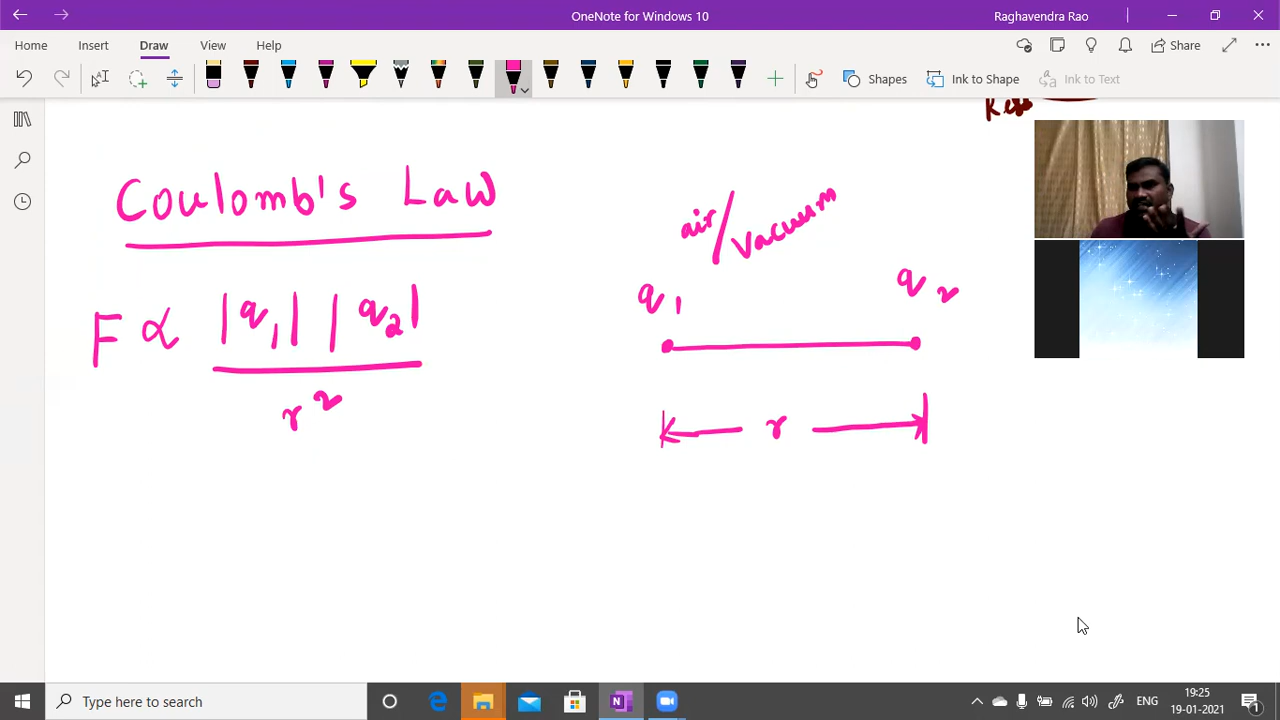 OneNote for Windows 10
Raghavendra Rao
Home Insert Draw View Help
Share
Shapes
Ink to Shape
Ink to Text
Coulomb's Law
air/vacuum
F ∝ |q₁| |q₂|
r²
q₁ q₂
r
Type here to search
ENG
19:25
19-01-2021
1